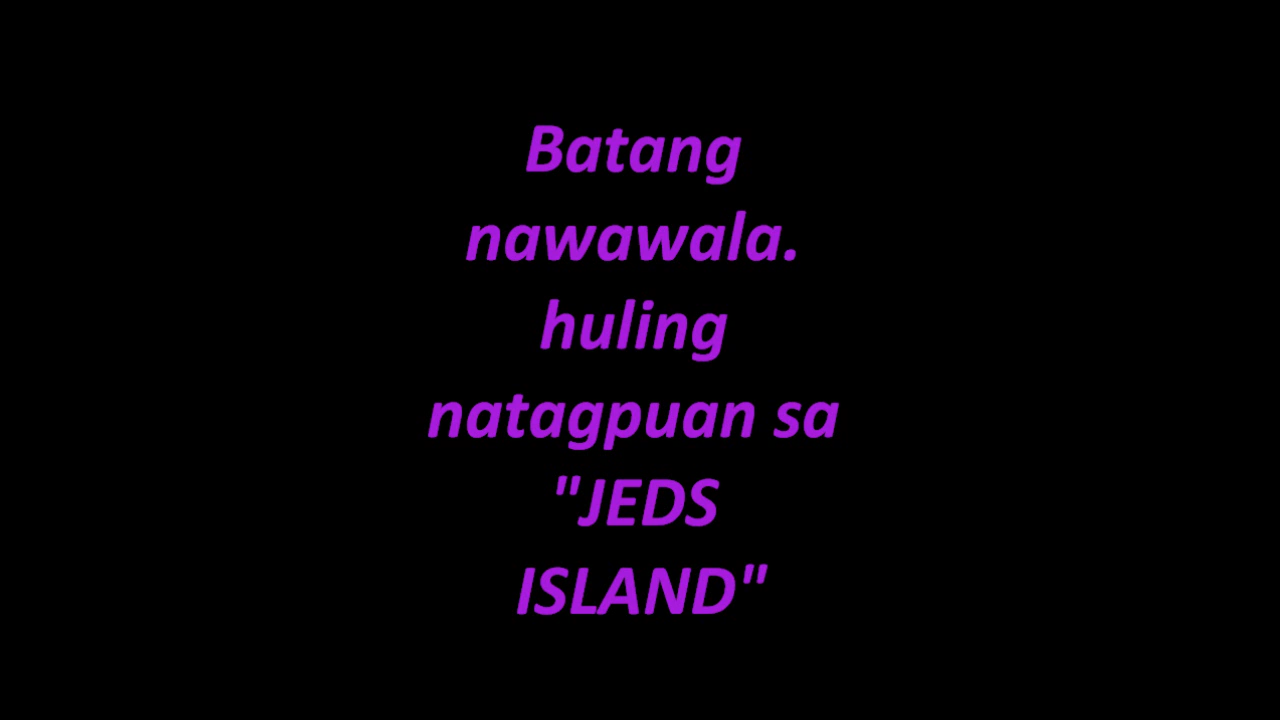 Batang
nawawala.
huling
natagpuan sa
"JEDS
ISLAND"